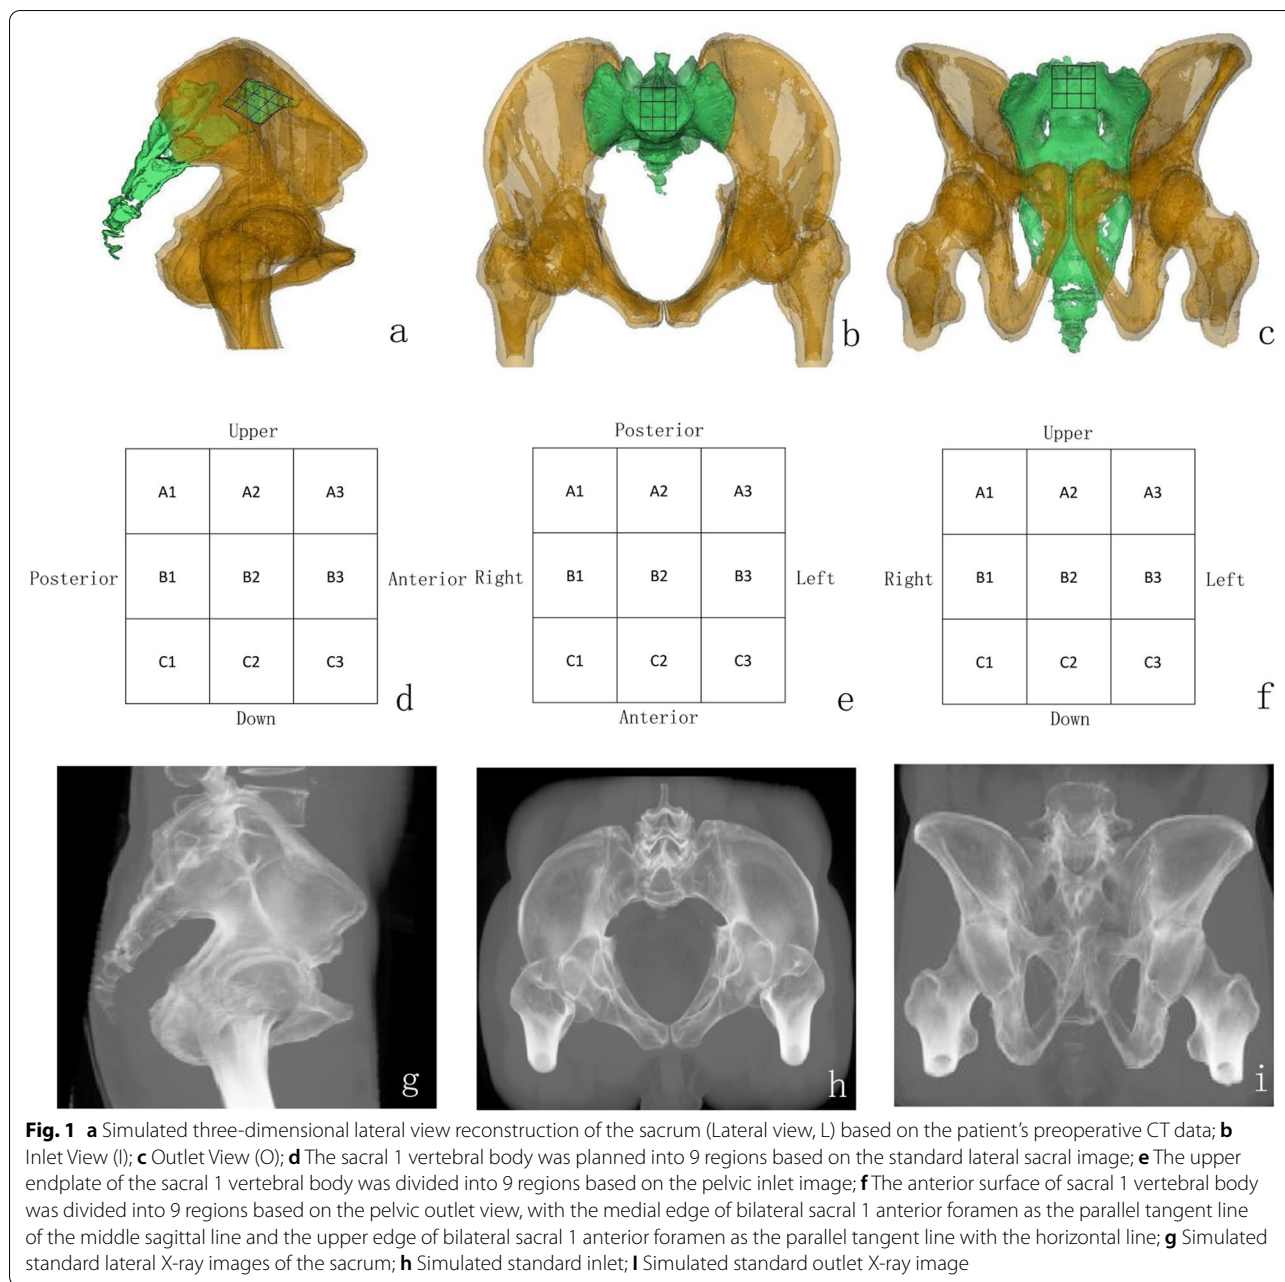 a
b
c
Upper
A1 A2 A3
Posterior B1 B2 B3 Anterior
C1 C2 C3
Down
d
Posterior
A1 A2 A3
Right B1 B2 B3 Left
C1 C2 C3
Anterior
e
Upper
A1 A2 A3
Right B1 B2 B3 Left
C1 C2 C3
Down
f
g
h
i
Fig. 1 a Simulated three-dimensional lateral view reconstruction of the sacrum (Lateral view, L) based on the patient's preoperative CT data; b
Inlet View (I); c Outlet View (O); d The sacral 1 vertebral body was planned into 9 regions based on the standard lateral sacral image; e The upper
endplate of the sacral 1 vertebral body was divided into 9 regions based on the pelvic inlet image; f The anterior surface of sacral 1 vertebral body
was divided into 9 regions based on the pelvic outlet view, with the medial edge of bilateral sacral 1 anterior foramen as the parallel tangent line
of the middle sagittal line and the upper edge of bilateral sacral 1 anterior foramen as the parallel tangent line with the horizontal line; g Simulated
standard lateral X-ray images of the sacrum; h Simulated standard inlet; I Simulated standard outlet X-ray image